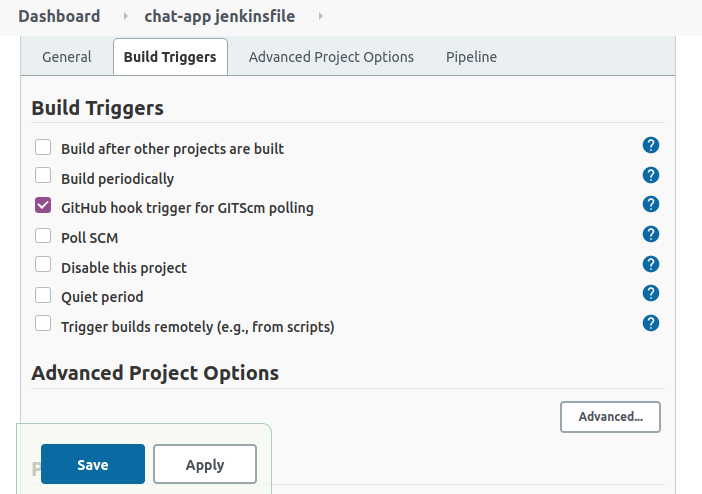 Dashboard chat-app jenkinsfile
General Build Triggers Advanced Project Options Pipeline
Build Triggers
Build after other projects are built ?
Build periodically ?
GitHub hook trigger for GITScm polling ?
Poll SCM ?
Disable this project ?
Quiet period ?
Trigger builds remotely (e.g., from scripts) ?
Advanced Project Options
Advanced...
Save Apply